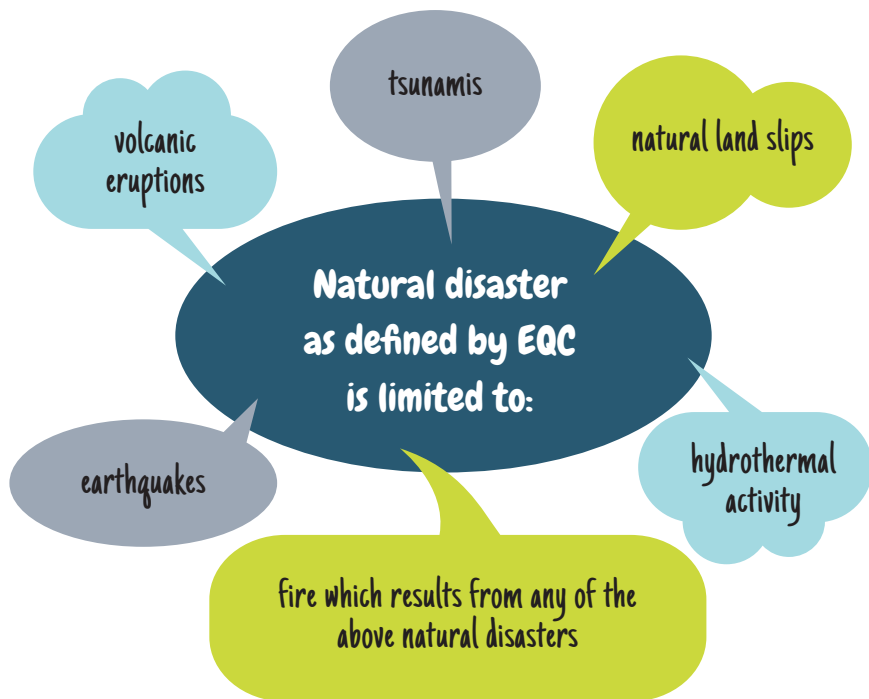 tsunamis
volcanic
eruptions
natural land slips
Natural disaster
as defined by EQC
is limited to:
earthquakes
hydrothermal
activity
fire which results from any of the
above natural disasters